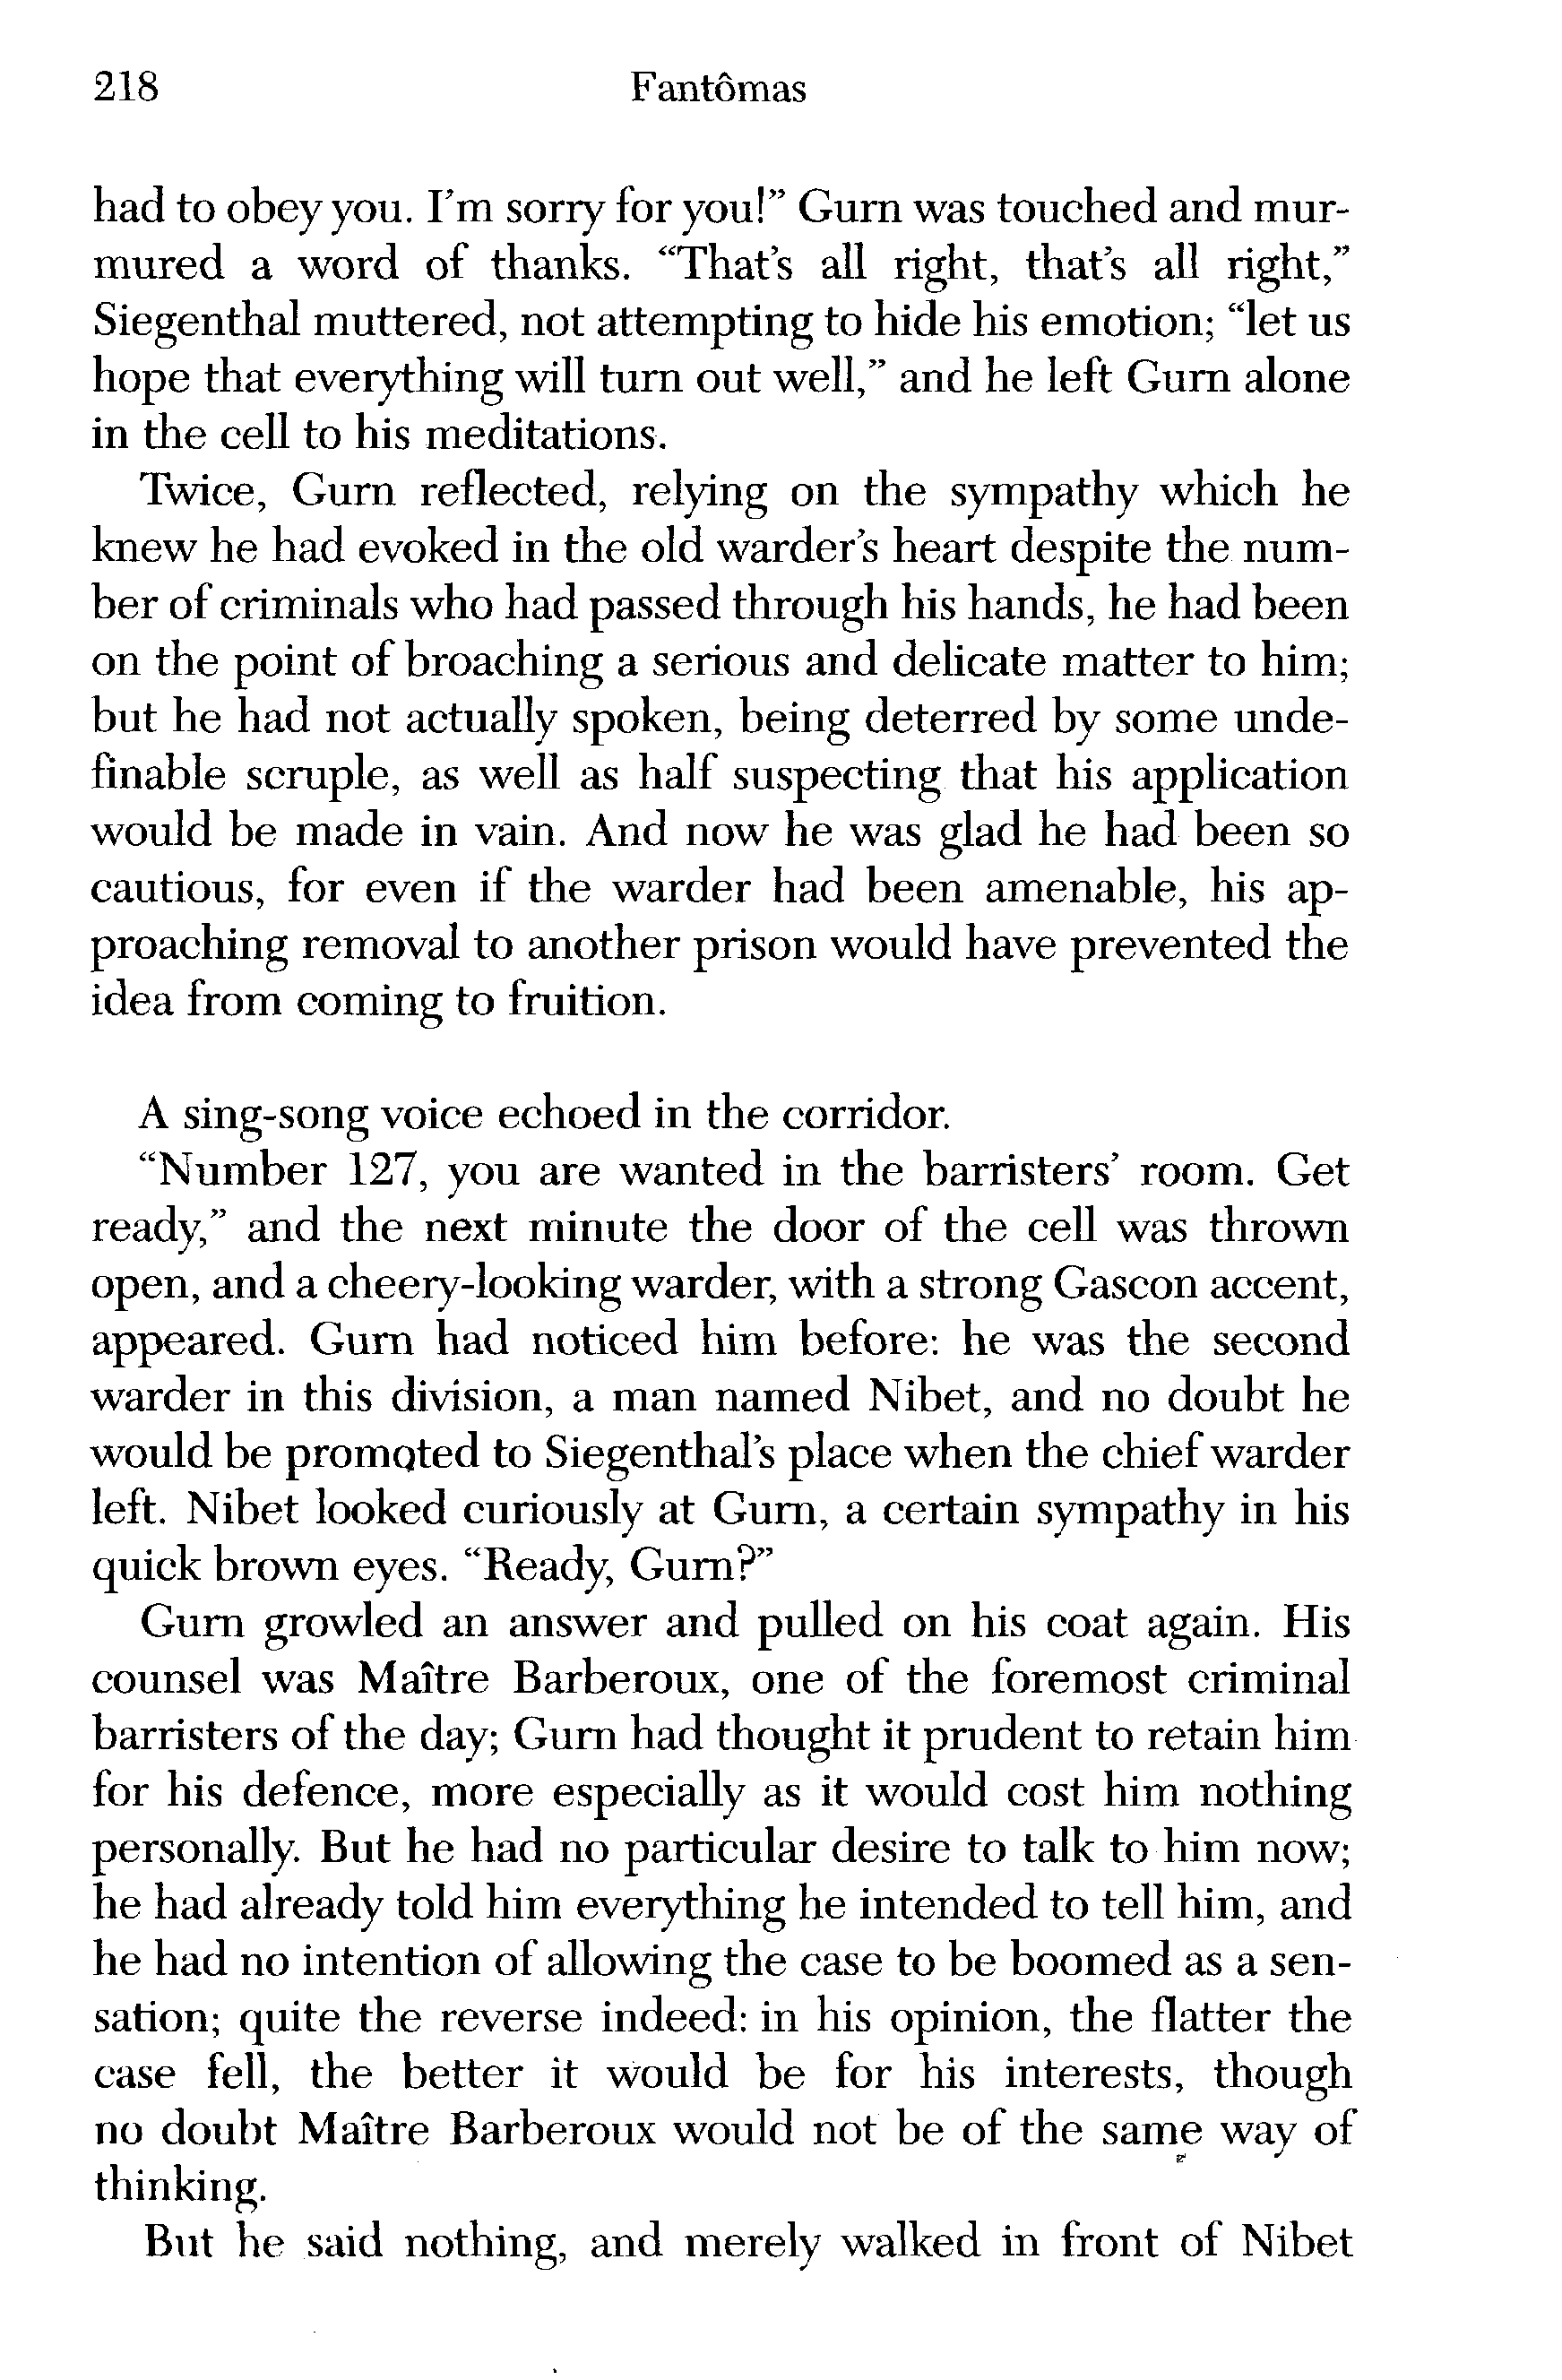 218 Fantômas
had to obey you. I'm sorry for you!” Gurn was touched and mur-
mured a word of thanks. “That's all right, that's all right,”
Siegenthal muttered, not attempting to hide his emotion; “let us
hope that everything will turn out well,” and he left Gurn alone
in the cell to his meditations.
Twice, Gurn reflected, relying on the sympathy which he
knew he had evoked in the old warder's heart despite the num-
ber of criminals who had passed through his hands, he had been
on the point of broaching a serious and delicate matter to him;
but he had not actually spoken, being deterred by some unde-
finable scruple, as well as half suspecting that his application
would be made in vain. And now he was glad he had been so
cautious, for even if the warder had been amenable, his ap-
proaching removal to another prison would have prevented the
idea from coming to fruition.
A sing-song voice echoed in the corridor.
“Number 127, you are wanted in the barristers' room. Get
ready,” and the next minute the door of the cell was thrown
open, and a cheery-looking warder, with a strong Gascon accent,
appeared. Gurn had noticed him before: he was the second
warder in this division, a man named Nibet, and no doubt he
would be promoted to Siegenthal's place when the chief warder
left. Nibet looked curiously at Gurn, a certain sympathy in his
quick brown eyes. “Ready, Gurn?”
Gurn growled an answer and pulled on his coat again. His
counsel was Maître Barberoux, one of the foremost criminal
barristers of the day; Gurn had thought it prudent to retain him
for his defence, more especially as it would cost him nothing
personally. But he had no particular desire to talk to him now;
he had already told him everything he intended to tell him, and
he had no intention of allowing the case to be boomed as a sen-
sation; quite the reverse indeed: in his opinion, the flatter the
case fell, the better it would be for his interests, though
no doubt Maître Barberoux would not be of the same way of
thinking.
But he said nothing, and merely walked in front of Nibet